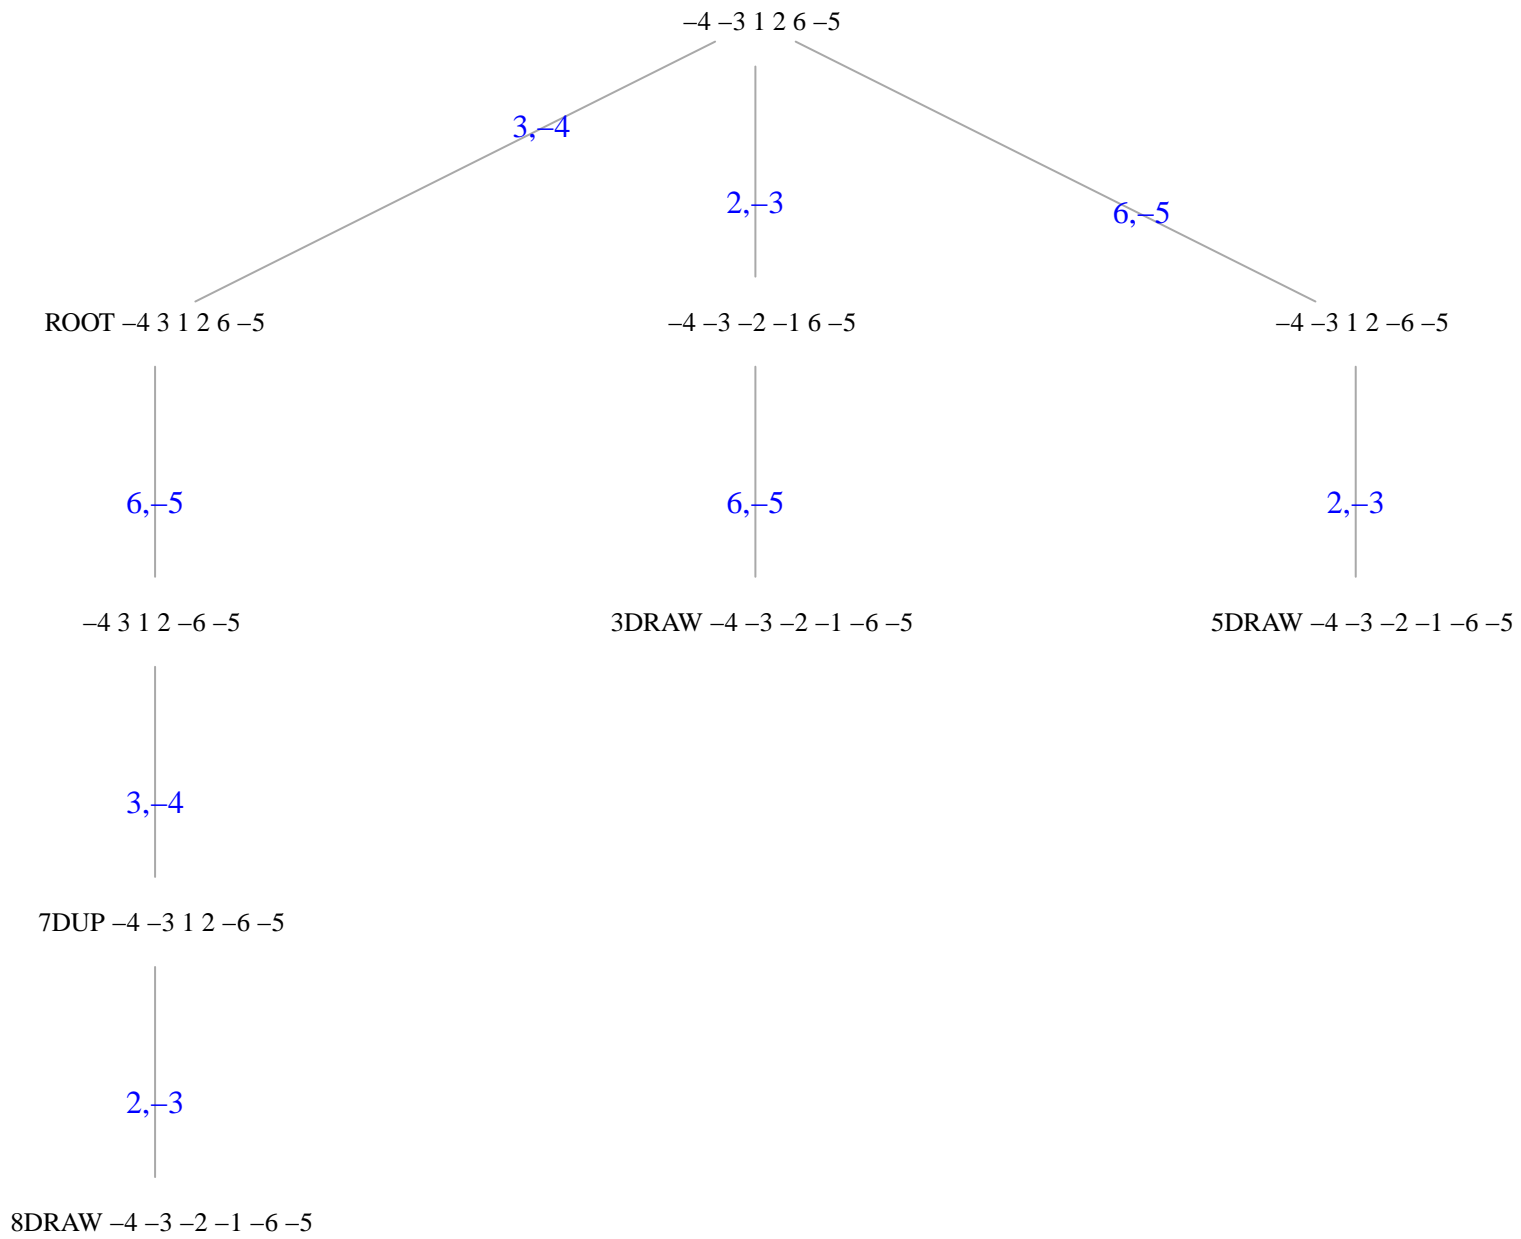 –4 –3 1 2 6 –5
3,–4
2,–3
6,–5
ROOT –4 3 1 2 6 –5
–4 –3 –2 –1 6 –5
–4 –3 1 2 –6 –5
6,–5
6,–5
2,–3
–4 3 1 2 –6 –5
3DRAW –4 –3 –2 –1 –6 –5
5DRAW –4 –3 –2 –1 –6 –5
3,–4
7DUP –4 –3 1 2 –6 –5
2,–3
8DRAW –4 –3 –2 –1 –6 –5